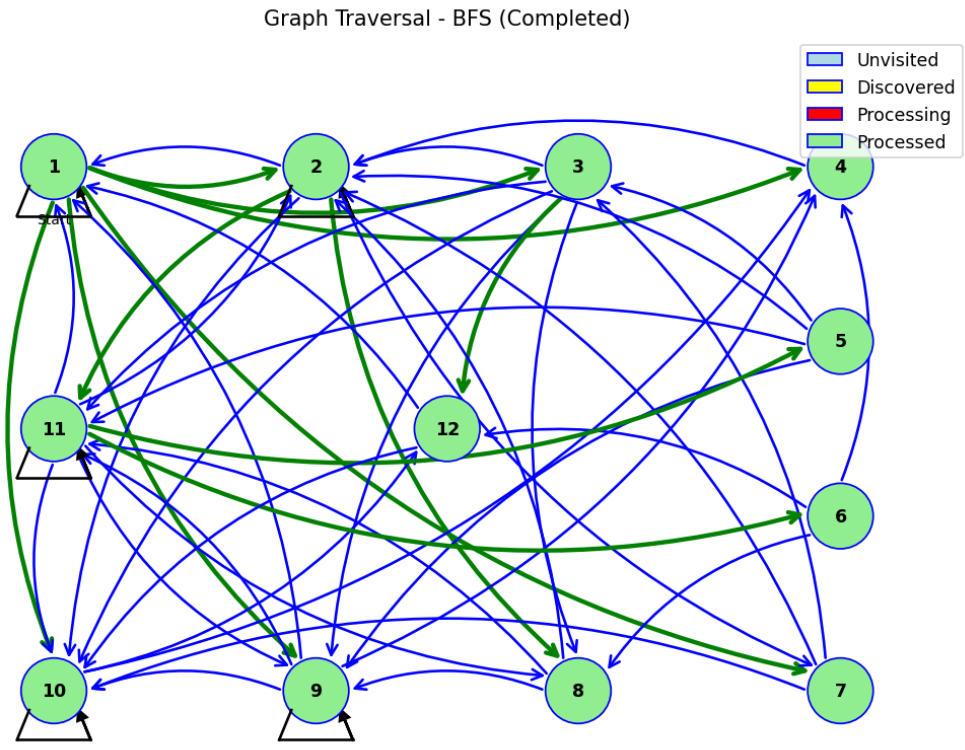 Graph Traversal - BFS (Completed)
Unvisited
Discovered
Processing
Processed
1
2
3
4
Start
5
11
12
6
10
9
8
7